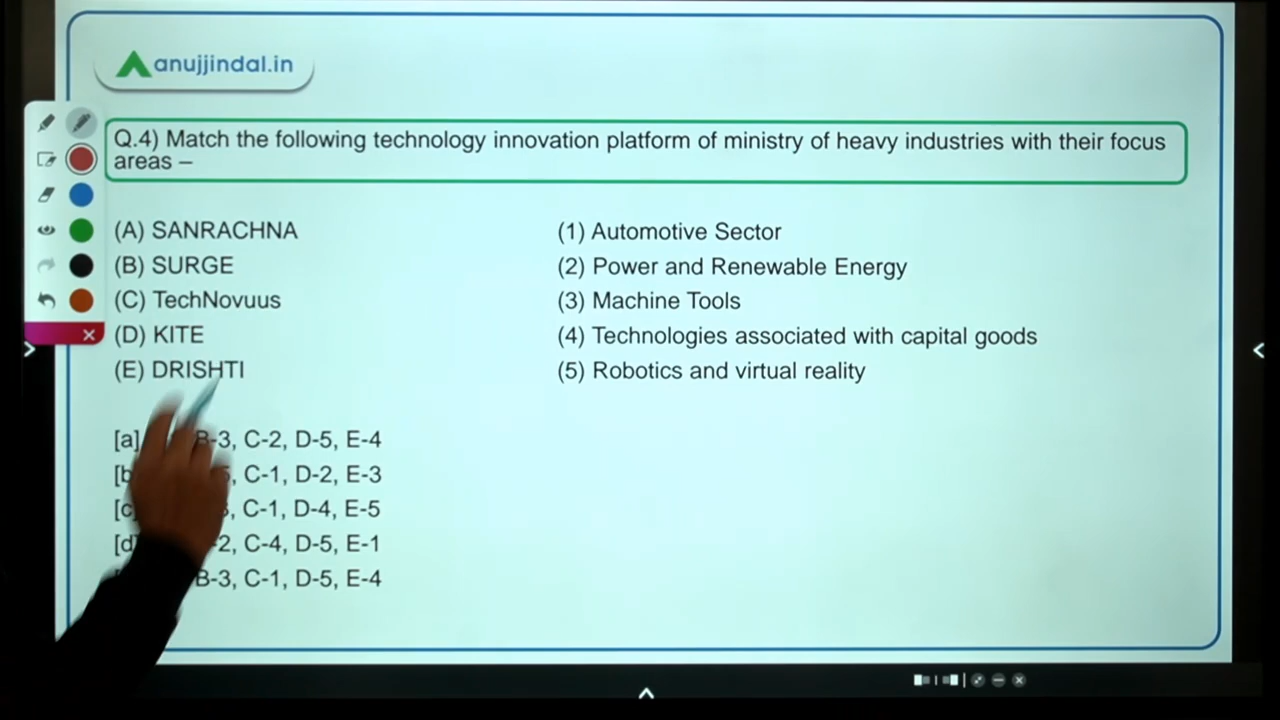 anujjindal.in
Q.4) Match the following technology innovation platform of ministry of heavy industries with their focus
areas –
(A) SANRACHNA
(1) Automotive Sector
(B) SURGE
(2) Power and Renewable Energy
(C) TechNovuus
(3) Machine Tools
(D) KITE
(4) Technologies associated with capital goods
(E) DRISHTI
(5) Robotics and virtual reality
[a] B-3, C-2, D-5, E-4
C-1, D-2, E-3
C-1, D-4, E-5
C-4, D-5, E-1
B-3, C-1, D-5, E-4